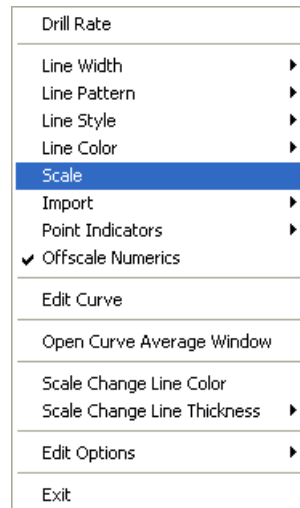 Drill Rate
Line Width
Line Pattern
Line Style
Line Color
Scale
Import
Point Indicators
Offscale Numerics
Edit Curve
Open Curve Average Window
Scale Change Line Color
Scale Change Line Thickness
Edit Options
Exit